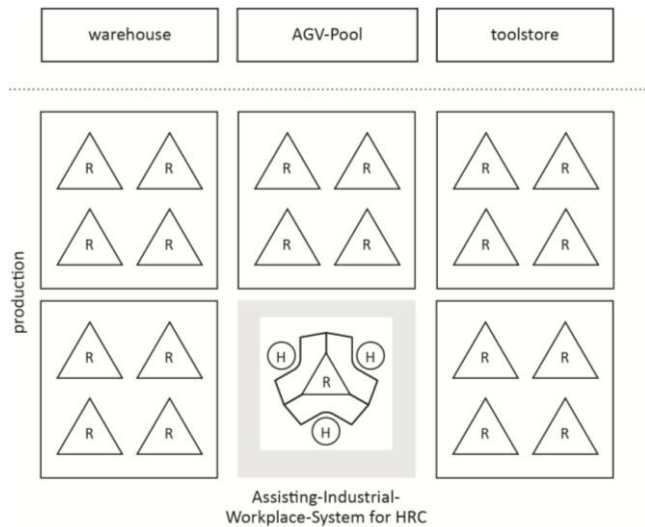 warehouse
AGV-Pool
toolstore
production
R R R R R R
R R R R R R
R R H H R R
R
R R H R R
Assisting-Industrial-
Workplace-System for HRC